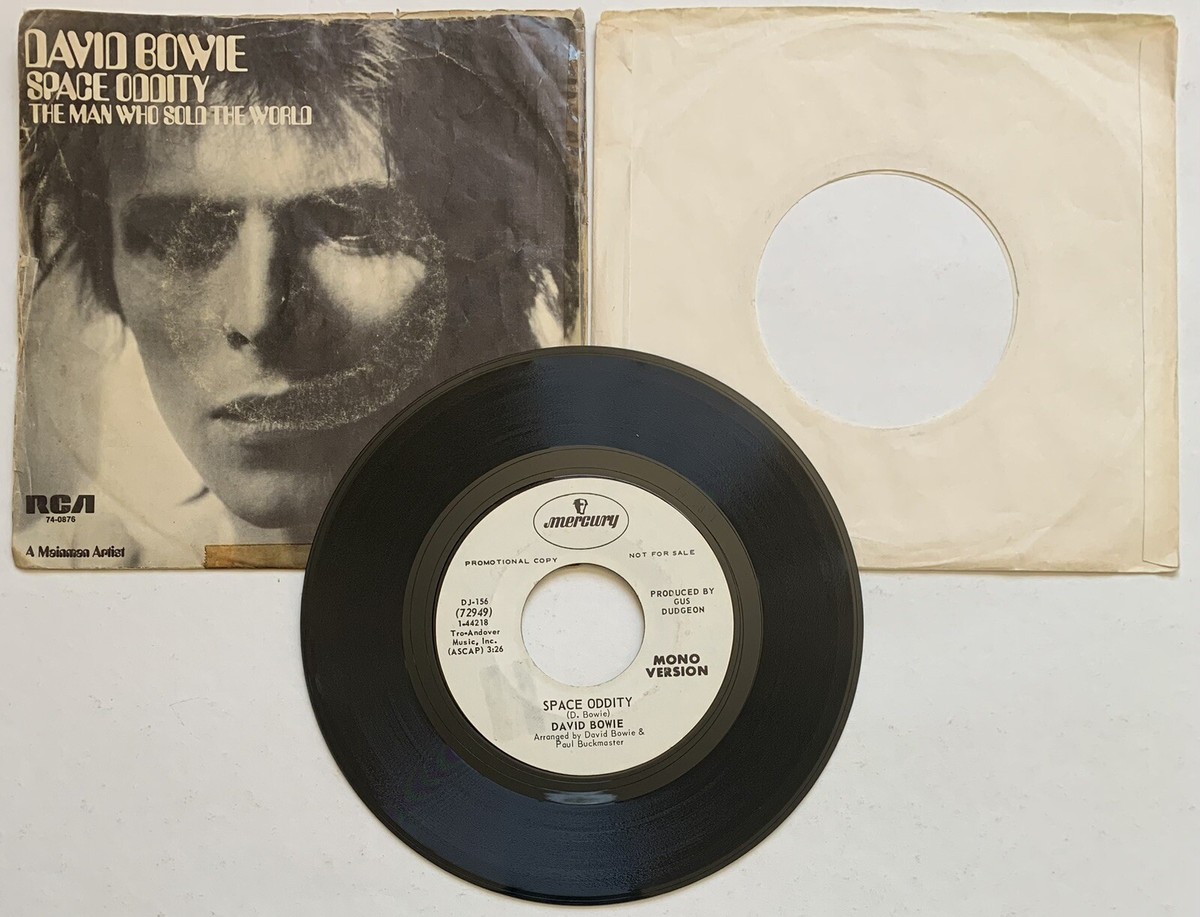 DAVID BOWIE
SPACE ODDITY
THE MAN WHO SOLD THE WORLD
RCA
74-0876
A Mainman Artist
mercury
PROMOTIONAL COPY
NOT FOR SALE
DJ-156
(72949)
1-44218
Tro-Andover
Music, Inc.
(ASCAP) 3:26
PRODUCED BY
GUS
DUDGEON
MONO
VERSION
SPACE ODDITY
(D. Bowie)
DAVID BOWIE
Arranged by David Bowie &
Paul Buckmaster